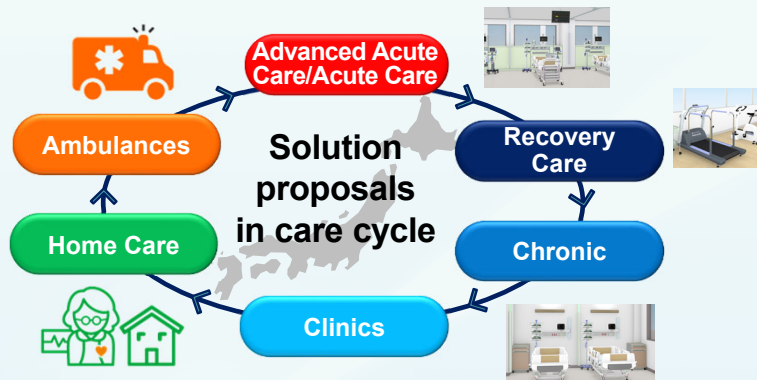 Advanced Acute
Care/Acute Care
Ambulances
Recovery
Care
Solution
proposals
in care cycle
Home Care
Chronic
Clinics